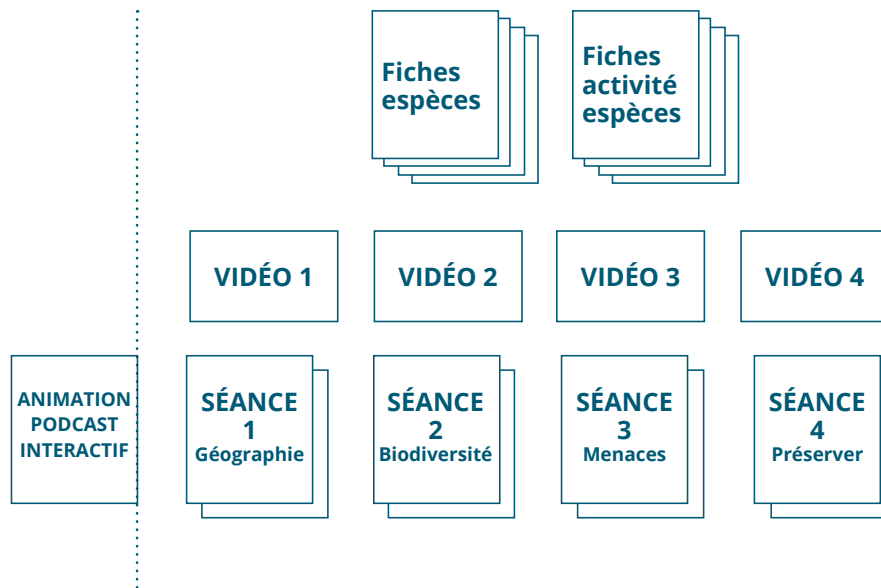 Fiches
espèces
Fiches
activité
espèces
VIDÉO 1
VIDÉO 2
VIDÉO 3
VIDÉO 4
ANIMATION
PODCAST
INTERACTIF
SÉANCE
1
Géographie
SÉANCE
2
Biodiversité
SÉANCE
3
Menaces
SÉANCE
4
Préserver